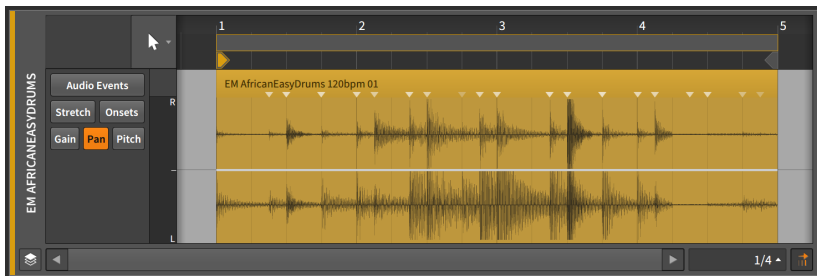 1 2 3 4 5
EM AFRICANEASYDRUMS
Audio Events
Stretch Onsets
Gain Pan Pitch
EM AfricanEasyDrums 120bpm 01
R
L
1/4